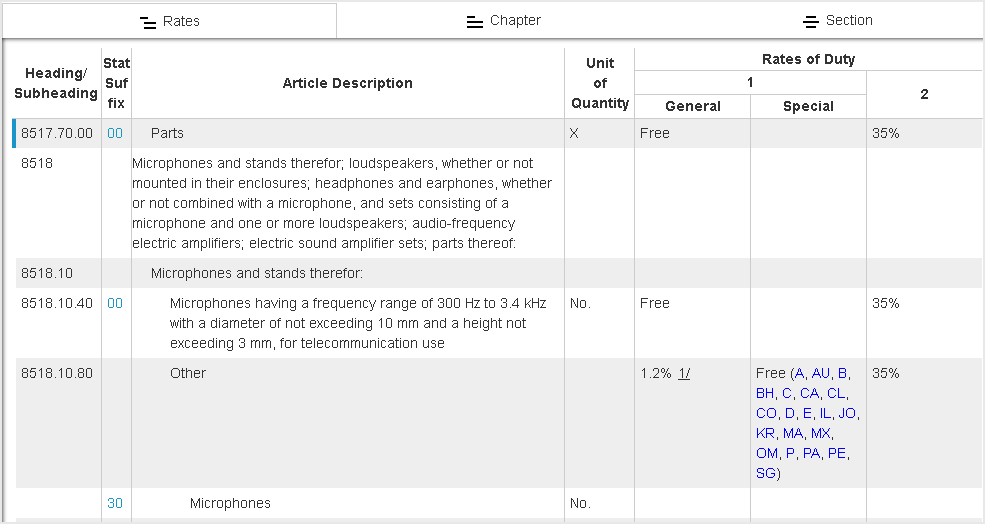 Rates
Chapter
Section
Heading/
Subheading
Stat
Suf
fix
Article Description
Unit
of
Quantity
Rates of Duty
1
2
General
Special
8517.70.00 00 Parts X Free 35%
8518 Microphones and stands therefor; loudspeakers, whether or not
mounted in their enclosures; headphones and earphones, whether
or not combined with a microphone, and sets consisting of a
microphone and one or more loudspeakers; audio-frequency
electric amplifiers; electric sound amplifier sets; parts thereof:
8518.10 Microphones and stands therefor:
8518.10.40 00 Microphones having a frequency range of 300 Hz to 3.4 kHz No. Free 35%
with a diameter of not exceeding 10 mm and a height not
exceeding 3 mm, for telecommunication use
8518.10.80 Other 1.2% 1/ Free (A, AU, B, 35%
BH, C, CA, CL,
CO, D, E, IL, JO,
KR, MA, MX,
OM, P, PA, PE,
SG)
30 Microphones No.